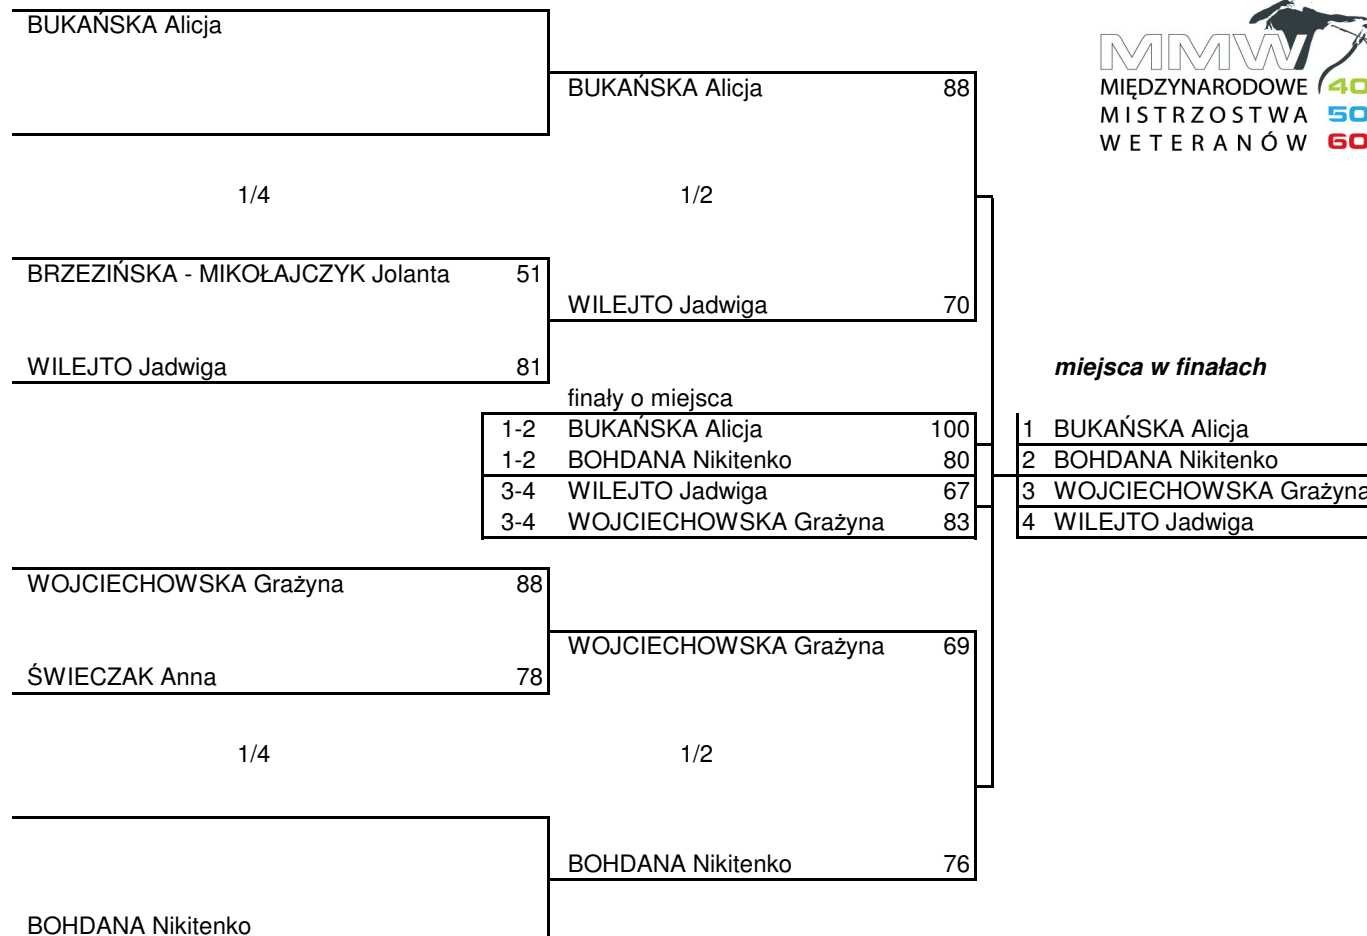 BUKAŃSKA Alicja
MMW
BUKAŃSKA Alicja 88
MIĘDZYNARODOWE 40
MISTRZOSTWA 50
WETERANÓW 60
1/4 1/2
BRZEZIŃSKA - MIKOŁAJCZYK Jolanta 51
WILEJTO Jadwiga 70
WILEJTO Jadwiga 81 miejsca w finałach
finały o miejsca
1-2 BUKAŃSKA Alicja 100 1 BUKAŃSKA Alicja
1-2 BOHDANA Nikitenko 80 2 BOHDANA Nikitenko
3-4 WILEJTO Jadwiga 67 3 WOJCIECHOWSKA Grażyna
3-4 WOJCIECHOWSKA Grażyna 83 4 WILEJTO Jadwiga
WOJCIECHOWSKA Grażyna 88
WOJCIECHOWSKA Grażyna 69
ŚWIECZAK Anna 78
1/4 1/2
BOHDANA Nikitenko 76
BOHDANA Nikitenko